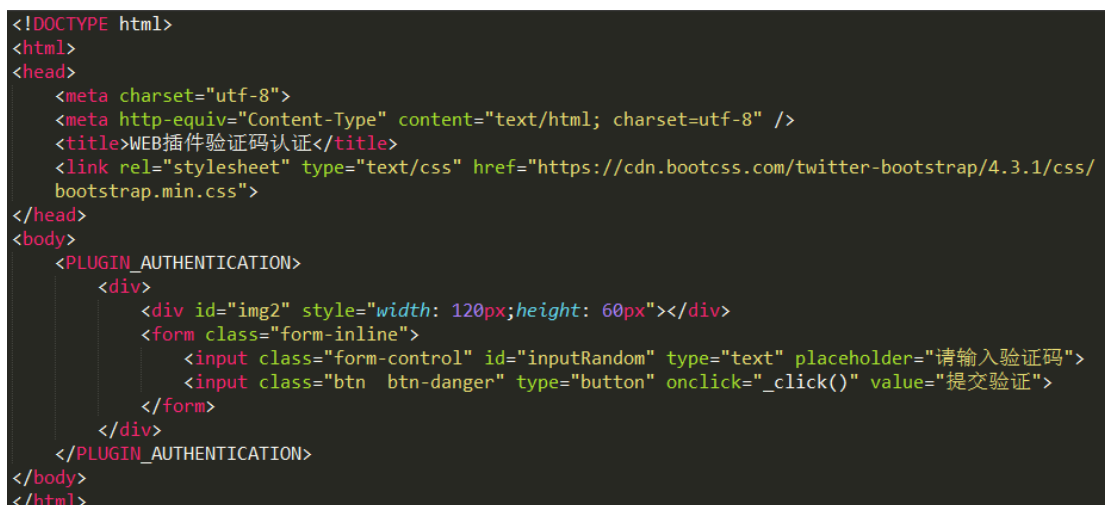 <!DOCTYPE html>
<html>
<head>
    <meta charset="utf-8">
    <meta http-equiv="Content-Type" content="text/html; charset=utf-8" />
    <title>WEB插件验证码认证</title>
    <link rel="stylesheet" type="text/css" href="https://cdn.bootcss.com/twitter-bootstrap/4.3.1/css/
    bootstrap.min.css">
</head>
<body>
    <PLUGIN_AUTHENTICATION>
        <div>
            <div id="img2" style="width: 120px;height: 60px"></div>
            <form class="form-inline">
                <input class="form-control" id="inputRandom" type="text" placeholder="请输入验证码">
                <input class="btn  btn-danger" type="button" onclick="_click()" value="提交验证">
            </form>
        </div>
    </PLUGIN_AUTHENTICATION>
</body>
</html>